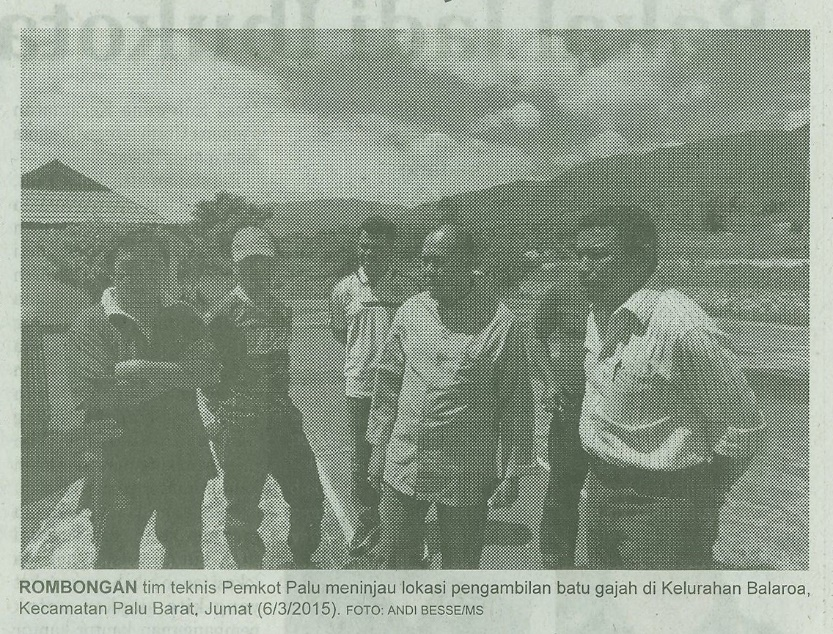 ROMBONGAN tim teknis Pemkot Palu meninjau lokasi pengambilan batu gajah di Kelurahan Balaroa,
Kecamatan Palu Barat, Jumat (6/3/2015). FOTO: ANDI BESSE/MS